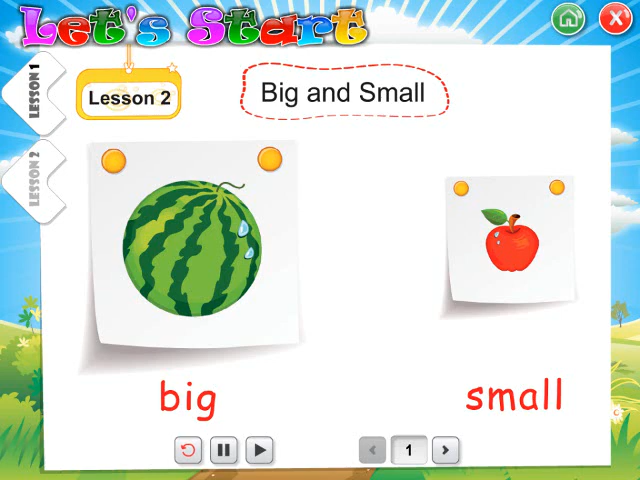 Let's Start
LESSON 1
Lesson 2
Big and Small
LESSON 2
big
small
1